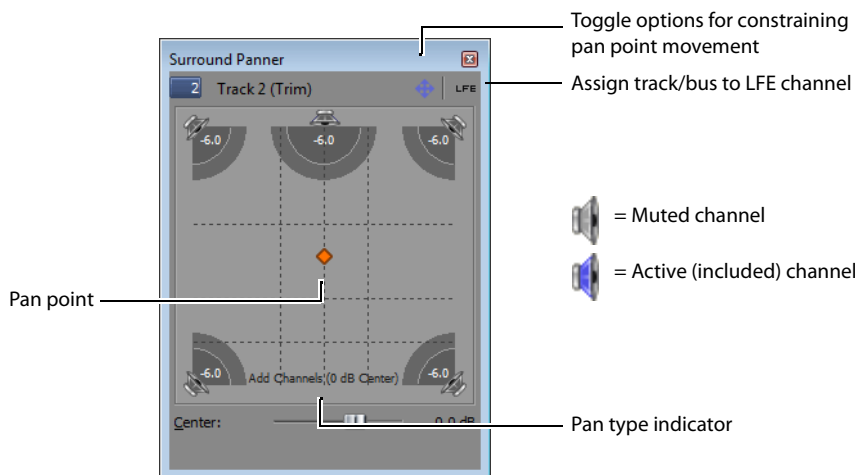 Toggle options for constraining
pan point movement
Surround Panner
2 Track 2 (Trim) LFE
Assign track/bus to LFE channel
-6.0 -6.0 -6.0
= Muted channel
= Active (included) channel
Pan point
-6.0 Add Channels (0 dB Center) -6.0
Center: 0.0 dB
Pan type indicator